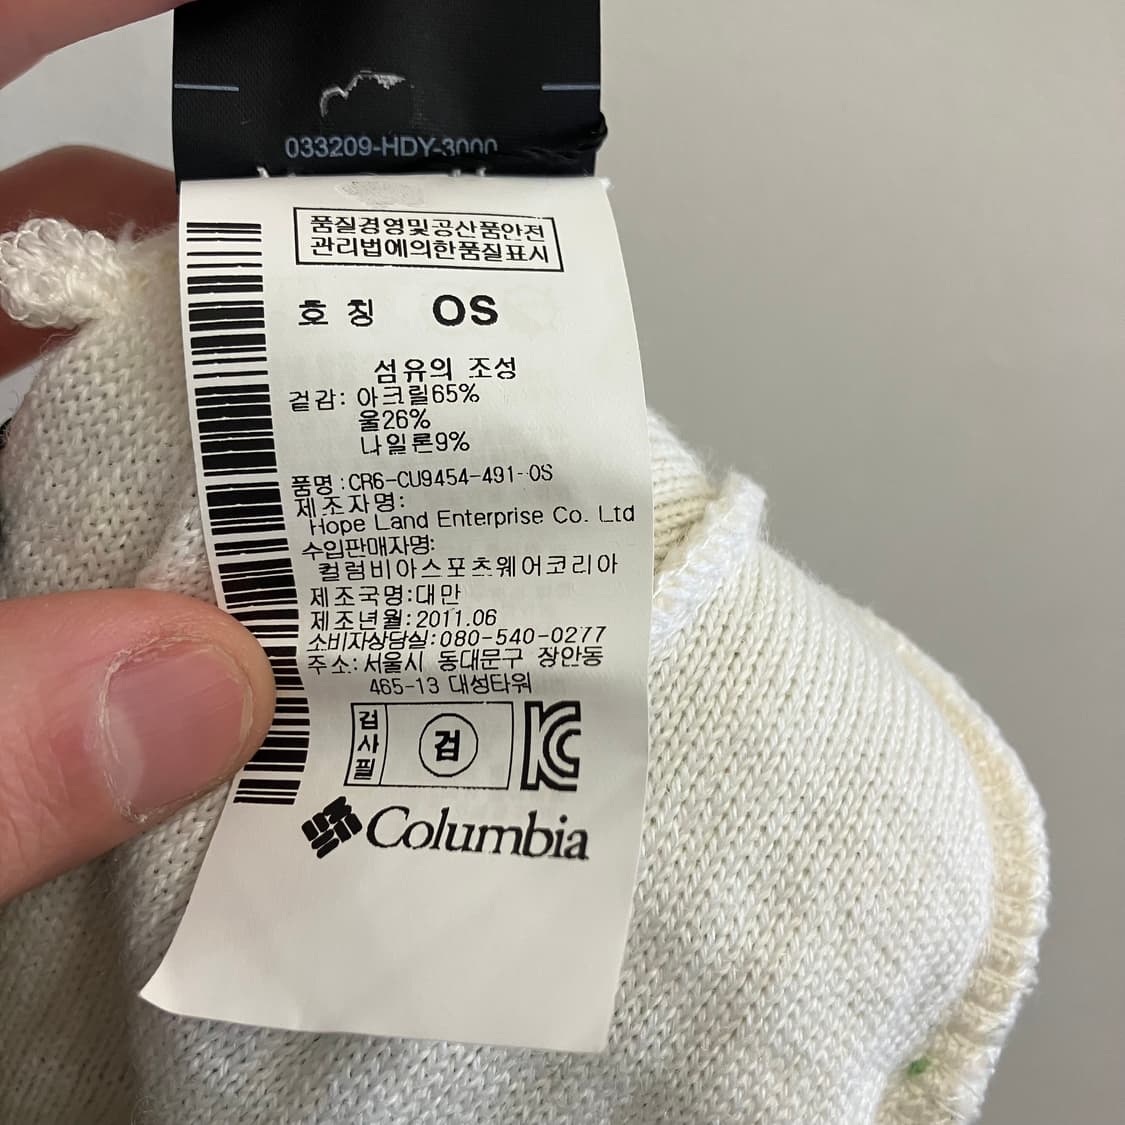 033209-HDY-3000
품질경영및공산품안전
관리법에의한품질표시
호 칭 OS
섬유의 조성
겉감: 아크릴65%
울26%
나일론9%
품명:CR6-CU9454-491-OS
제조자명:
Hope Land Enterprise Co. Ltd
수입판매자명:
컬럼비아스포츠웨어코리아
제조국명:대만
제조년월:2011.06
소비자상담실:080-540-0277
주소:서울시 동대문구 장안동
465-13 대성타워
검사필
검
KC
Columbia